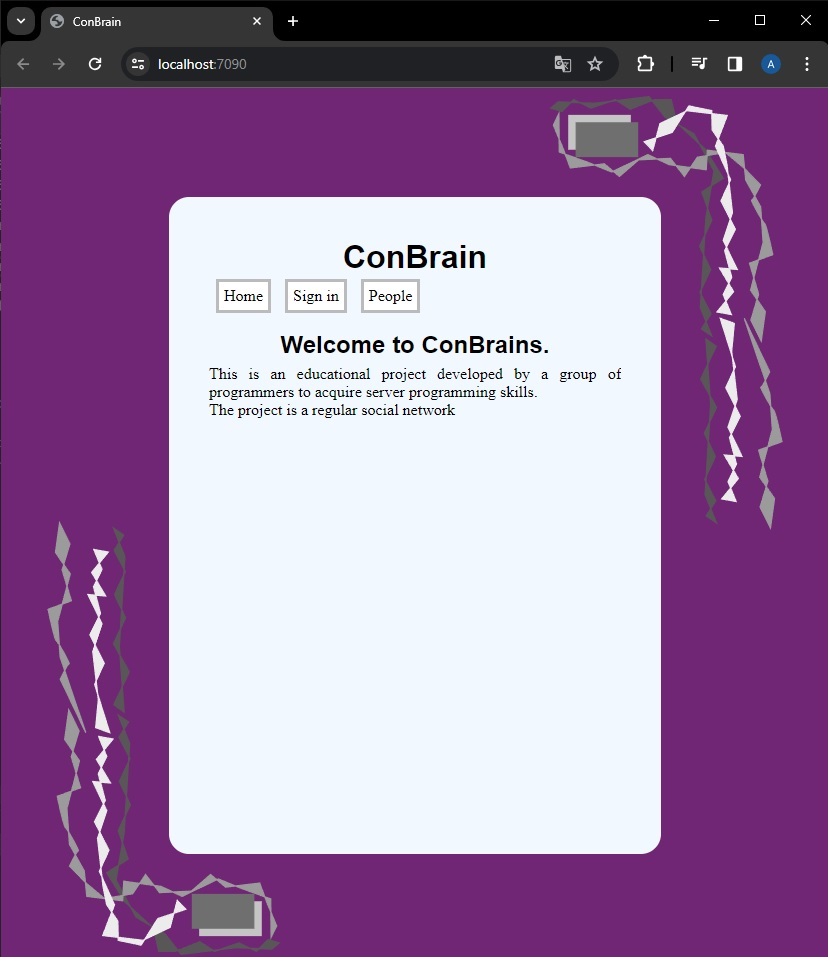 ConBrain
localhost:7090
A
ConBrain
Home Sign in People
Welcome to ConBrains.
This is an educational project developed by a group of
programmers to acquire server programming skills.
The project is a regular social network